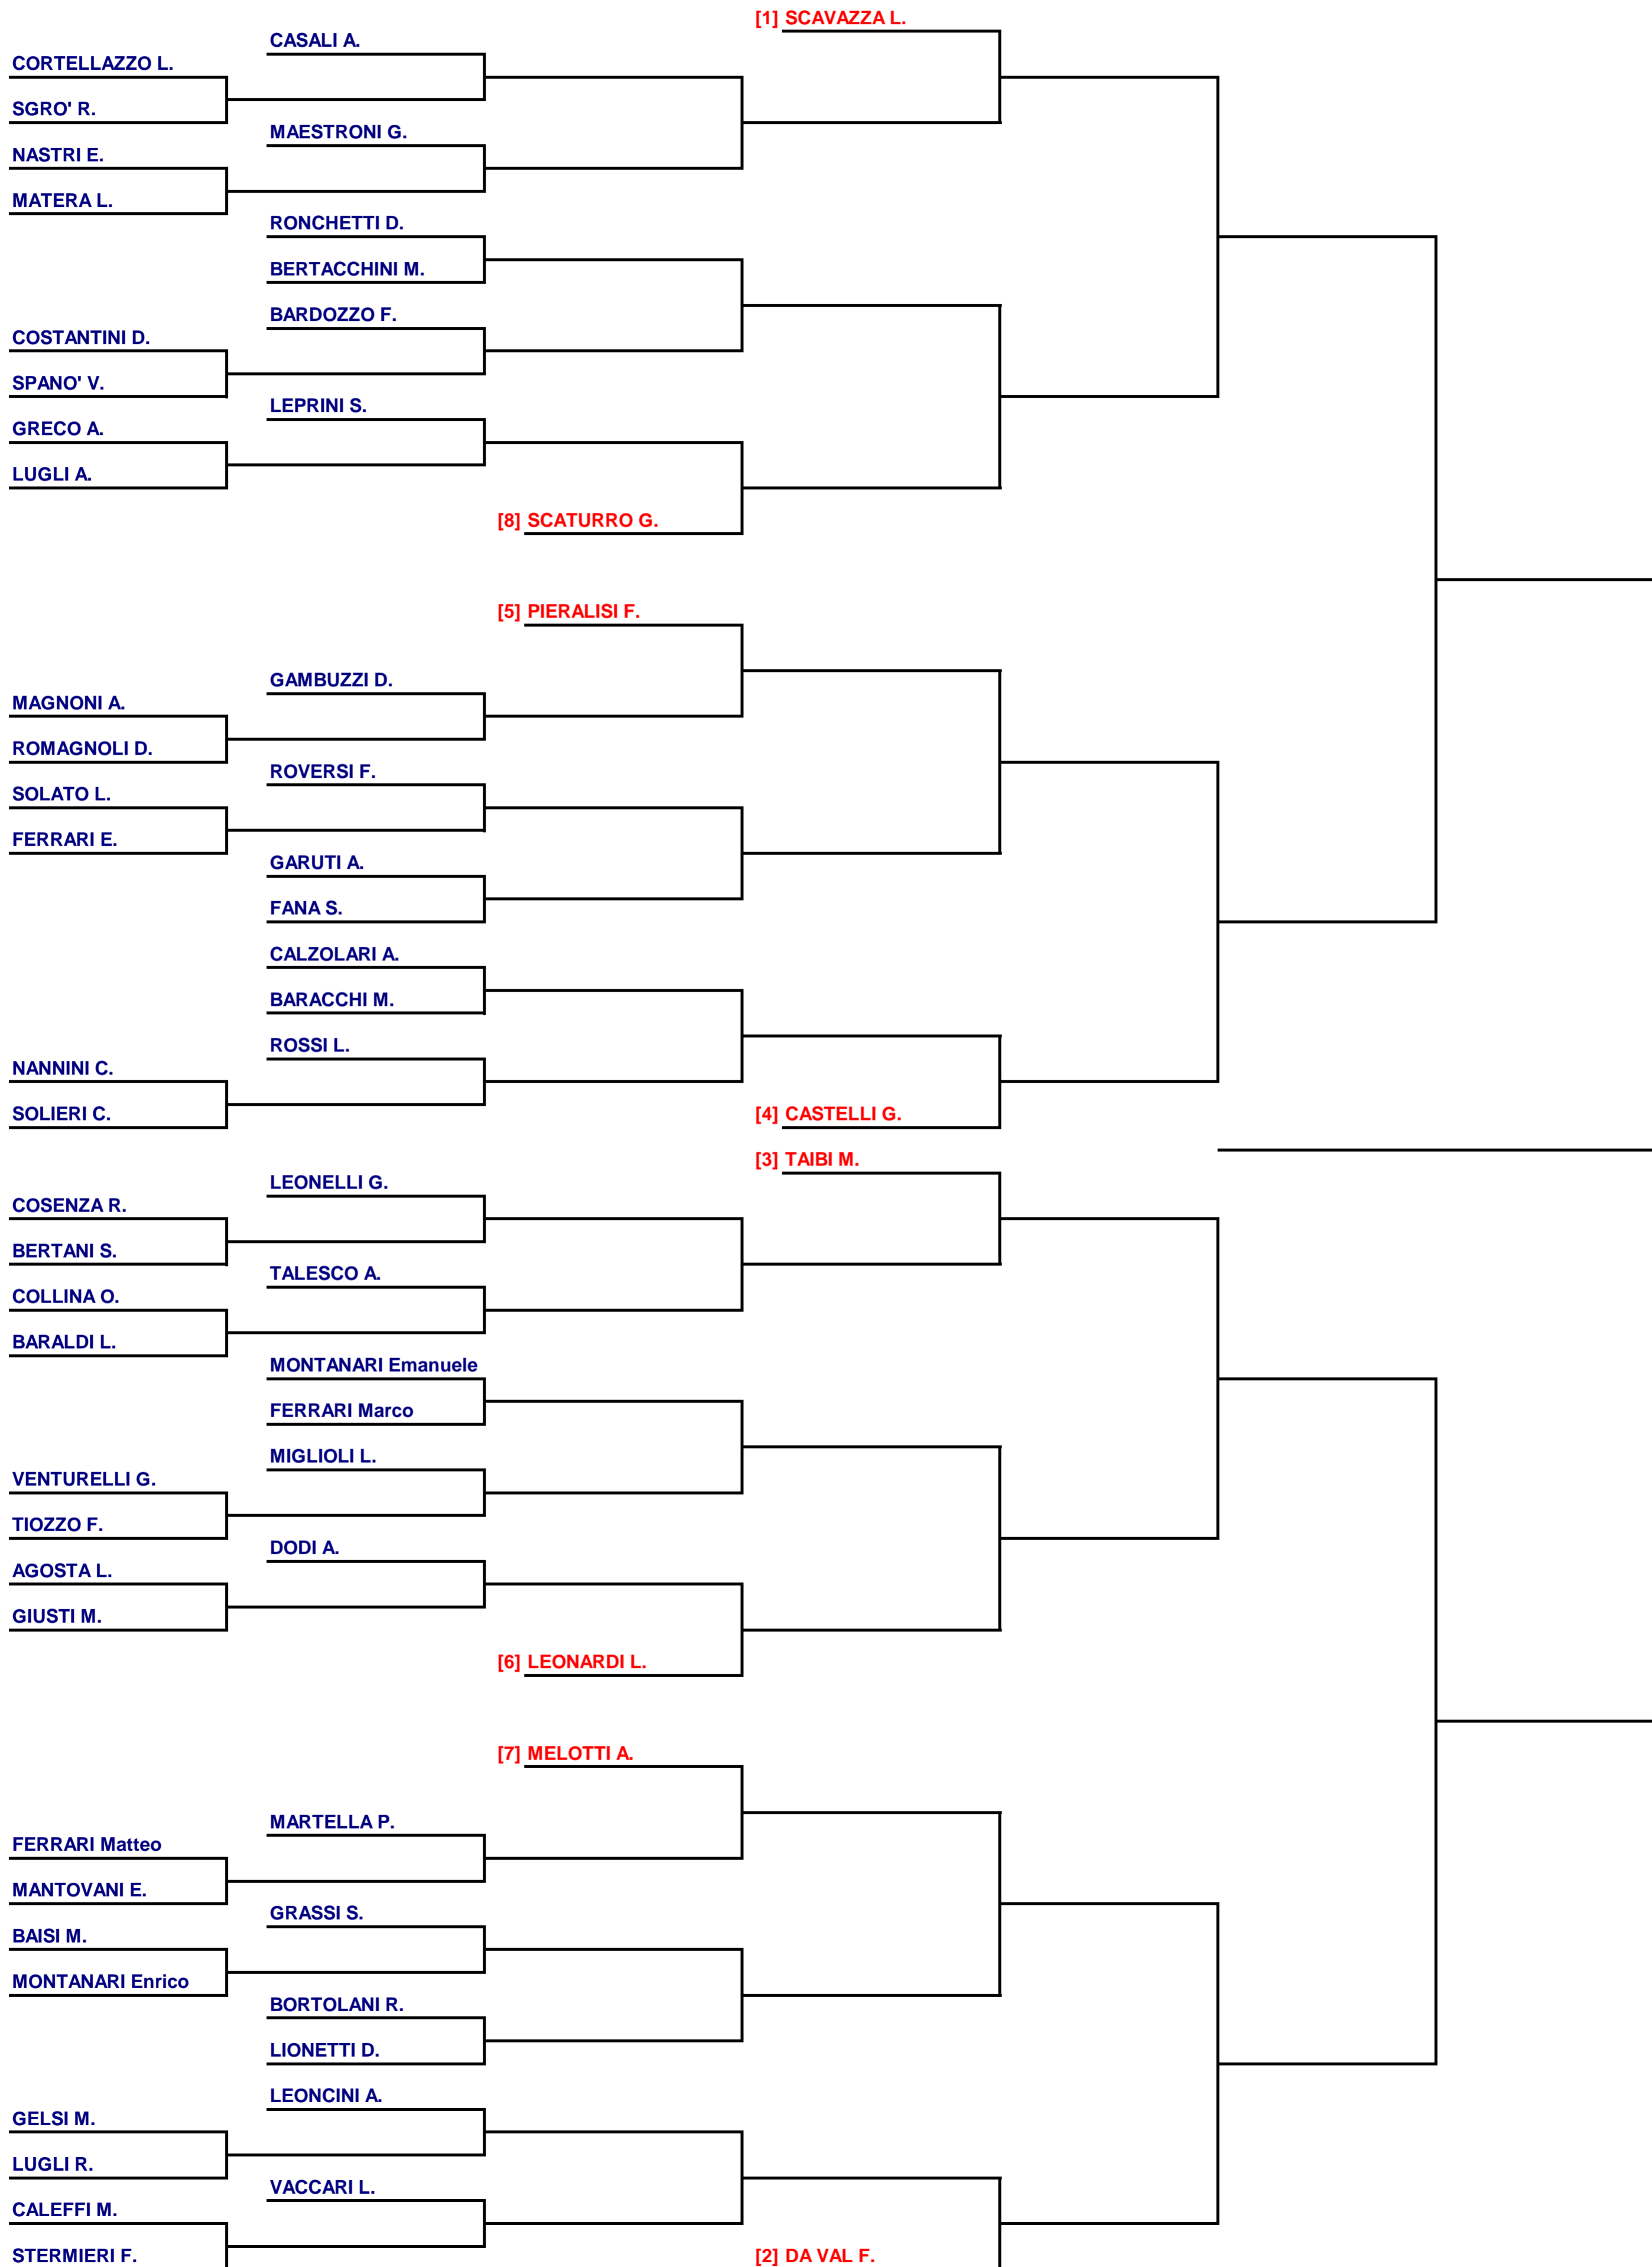 [1] SCAVAZZA L.
CASALI A.
CORTELLAZZO L.
SGRO' R.
MAESTRONI G.
NASTRI E.
MATERA L.
RONCHETTI D.
BERTACCHINI M.
BARDOZZO F.
COSTANTINI D.
SPANO' V.
LEPRINI S.
GRECO A.
LUGLI A.
[8] SCATURRO G.
[5] PIERALISI F.
GAMBUZZI D.
MAGNONI A.
ROMAGNOLI D.
ROVERSI F.
SOLATO L.
FERRARI E.
GARUTI A.
FANA S.
CALZOLARI A.
BARACCHI M.
ROSSI L.
NANNINI C.
SOLIERI C.
[4] CASTELLI G.
[3] TAIBI M.
LEONELLI G.
COSENZA R.
BERTANI S.
TALESCO A.
COLLINA O.
BARALDI L.
MONTANARI Emanuele
FERRARI Marco
MIGLIOLI L.
VENTURELLI G.
TIOZZO F.
DODI A.
AGOSTA L.
GIUSTI M.
[6] LEONARDI L.
[7] MELOTTI A.
MARTELLA P.
FERRARI Matteo
MANTOVANI E.
GRASSI S.
BAISI M.
MONTANARI Enrico
BORTOLANI R.
LIONETTI D.
LEONCINI A.
GELSI M.
LUGLI R.
VACCARI L.
CALEFFI M.
STERMIERI F.
[2] DA VAL F.